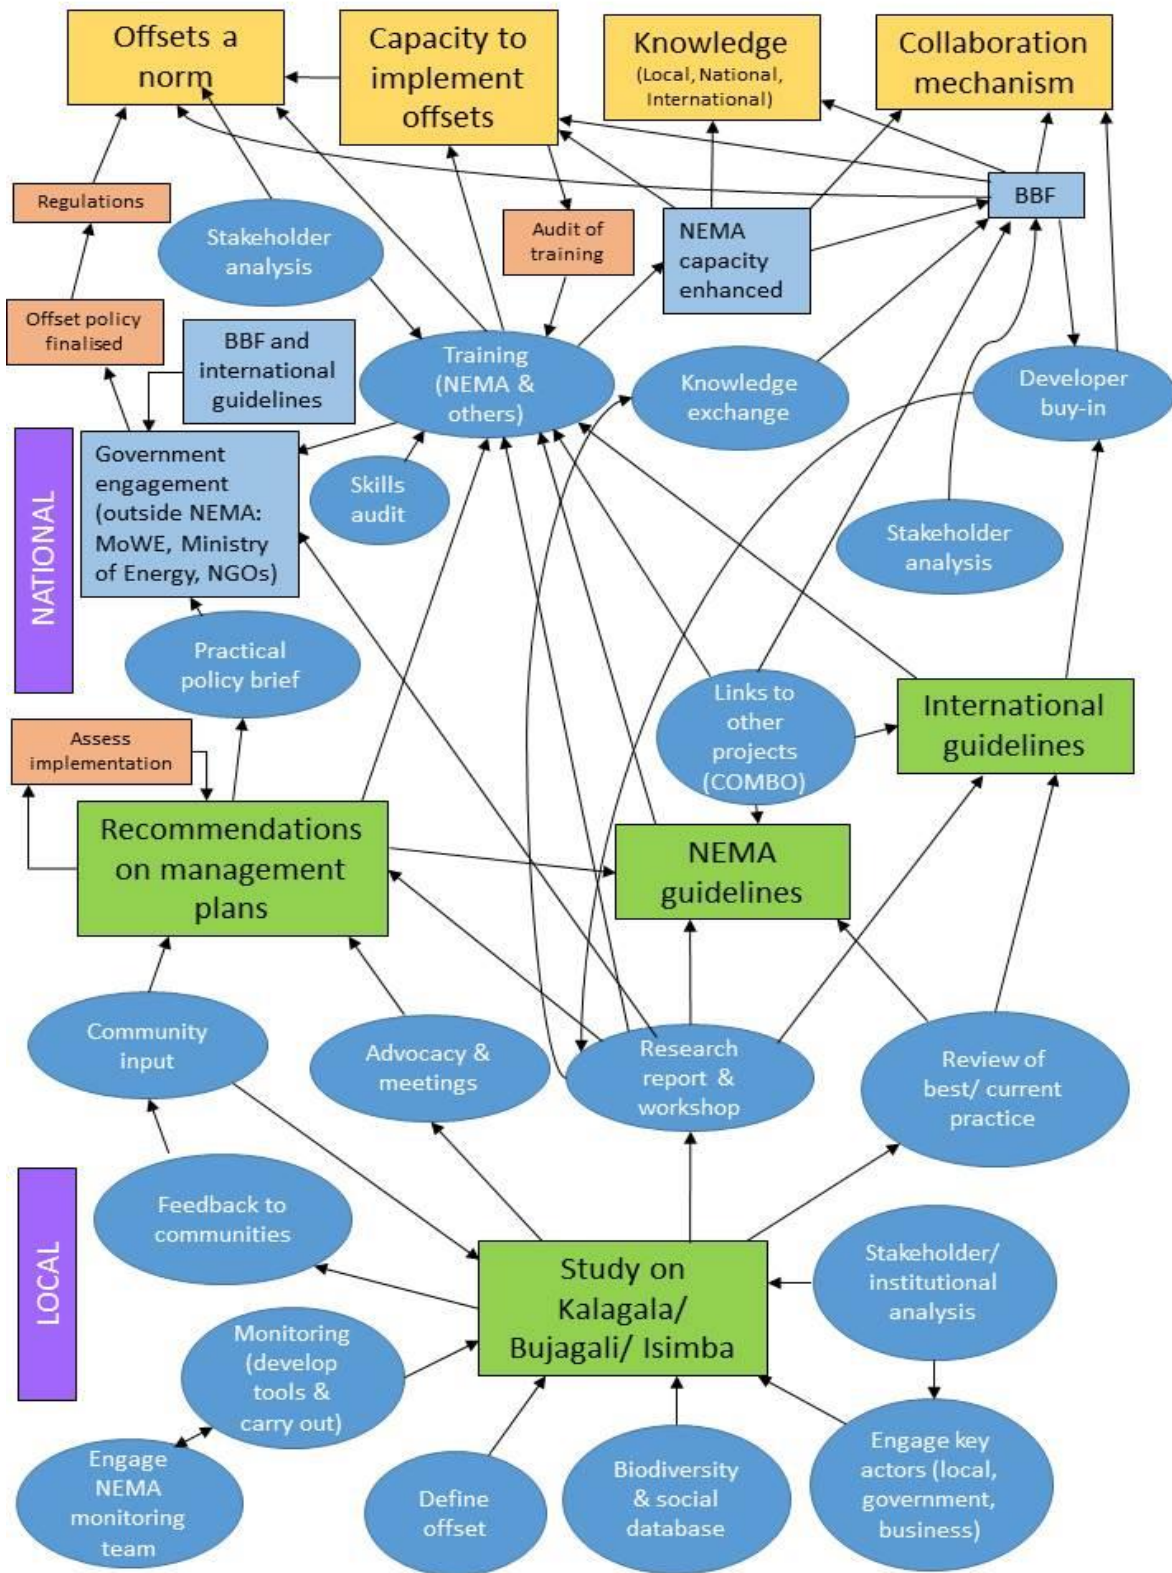 Offsets a
norm
Capacity to
implement
offsets
Knowledge
(Local, National,
International)
Collaboration
mechanism
Regulations
Stakeholder
analysis
Audit of
training
NEMA
capacity
enhanced
BBF
Offset policy
finalised
BBF and
international
guidelines
Training
(NEMA &
others)
Knowledge
exchange
Developer
buy-in
NATIONAL
Government
engagement
(outside NEMA:
MoWE, Ministry
of Energy, NGOs)
Skills
audit
Stakeholder
analysis
Practical
policy brief
Links to
other
projects
(COMBO)
International
guidelines
Assess
implementation
Recommendations
on management
plans
NEMA
guidelines
Community
input
Advocacy &
meetings
Research
report &
workshop
Review of
best/ current
practice
LOCAL
Feedback to
communities
Study on
Kalagala/
Bujagali/ Isimba
Stakeholder/
institutional
analysis
Monitoring
(develop
tools &
carry out)
Engage
NEMA
monitoring
team
Define
offset
Biodiversity
& social
database
Engage key
actors (local,
government,
business)